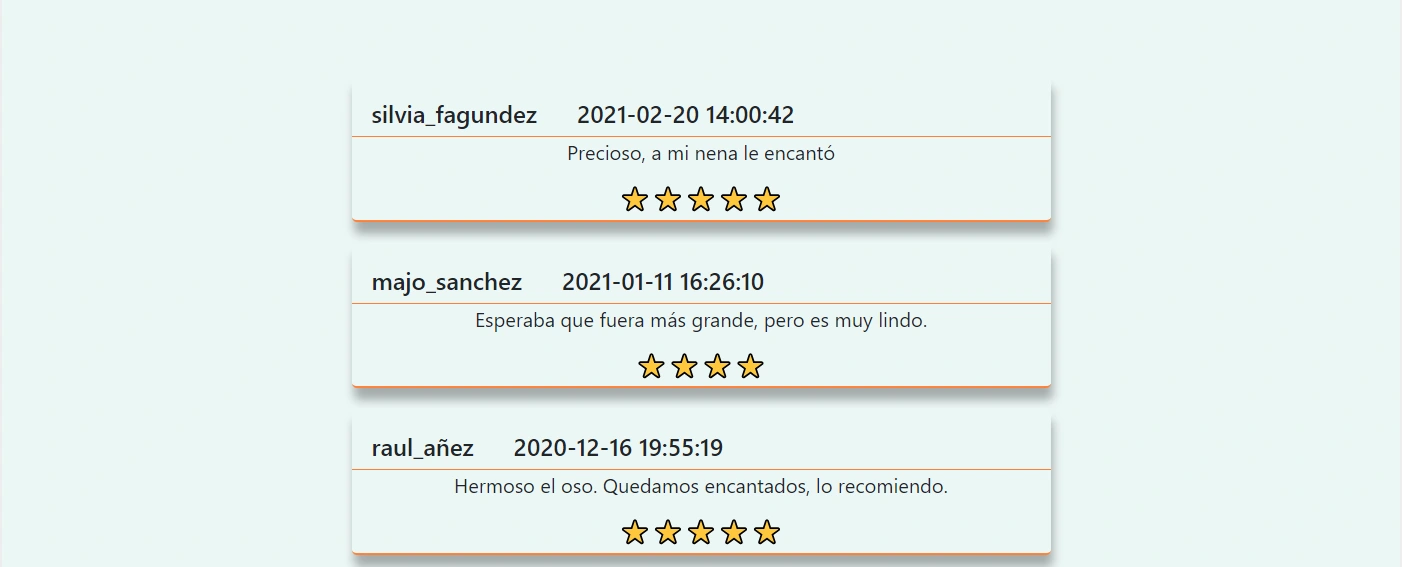 silvia_fagundez 2021-02-20 14:00:42
Precioso, a mi nena le encantó
majo_sanchez 2021-01-11 16:26:10
Esperaba que fuera más grande, pero es muy lindo.
raul_añez 2020-12-16 19:55:19
Hermoso el oso. Quedamos encantados, lo recomiendo.